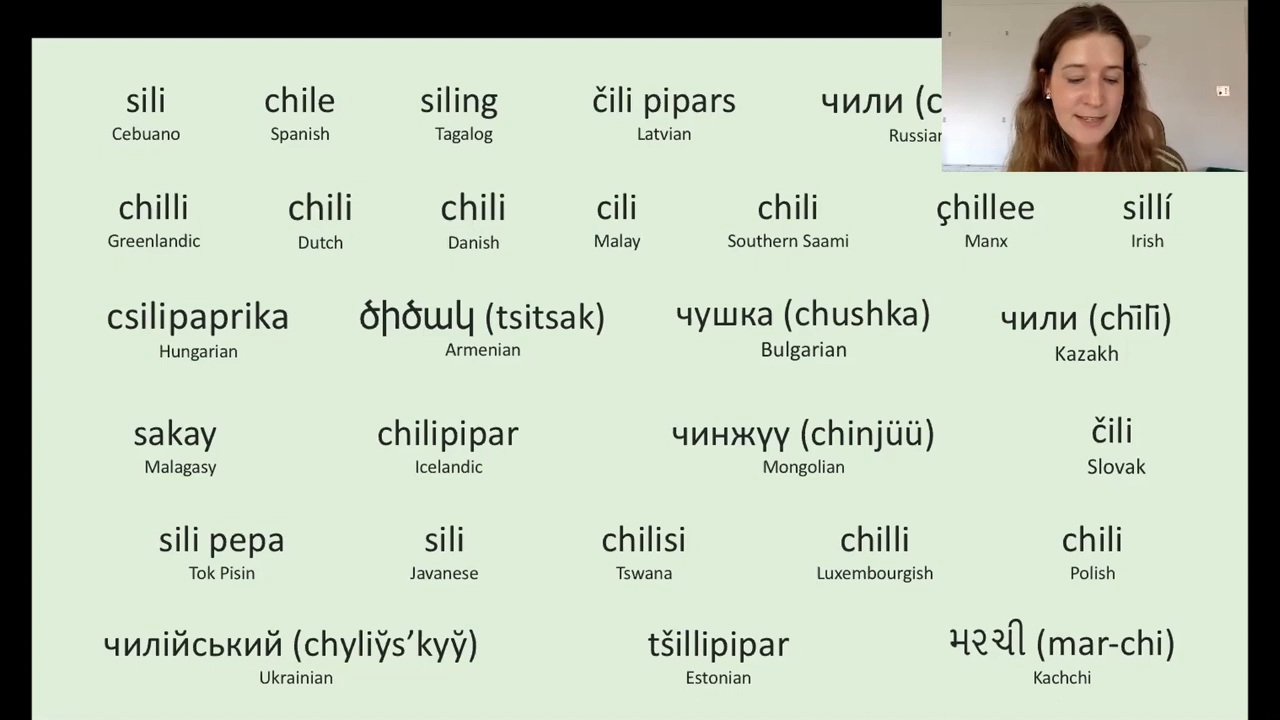 sili chile siling čili pipars чили (c
Cebuano Spanish Tagalog Latvian Russian
chilli chili chili cili chili çhillee sillí
Greenlandic Dutch Danish Malay Southern Saami Manx Irish
csilipaprika ծիծակ (tsitsak) чушка (chushka) чили (chīlī)
Hungarian Armenian Bulgarian Kazakh
sakay chilipipar чинжүү (chinjüü) čili
Malagasy Icelandic Mongolian Slovak
sili pepa sili chilisi chilli chili
Tok Pisin Javanese Tswana Luxembourgish Polish
чилійський (chyliy̆s’kyy̆) tšillipipar મરચી (mar-chi)
Ukrainian Estonian Kachchi